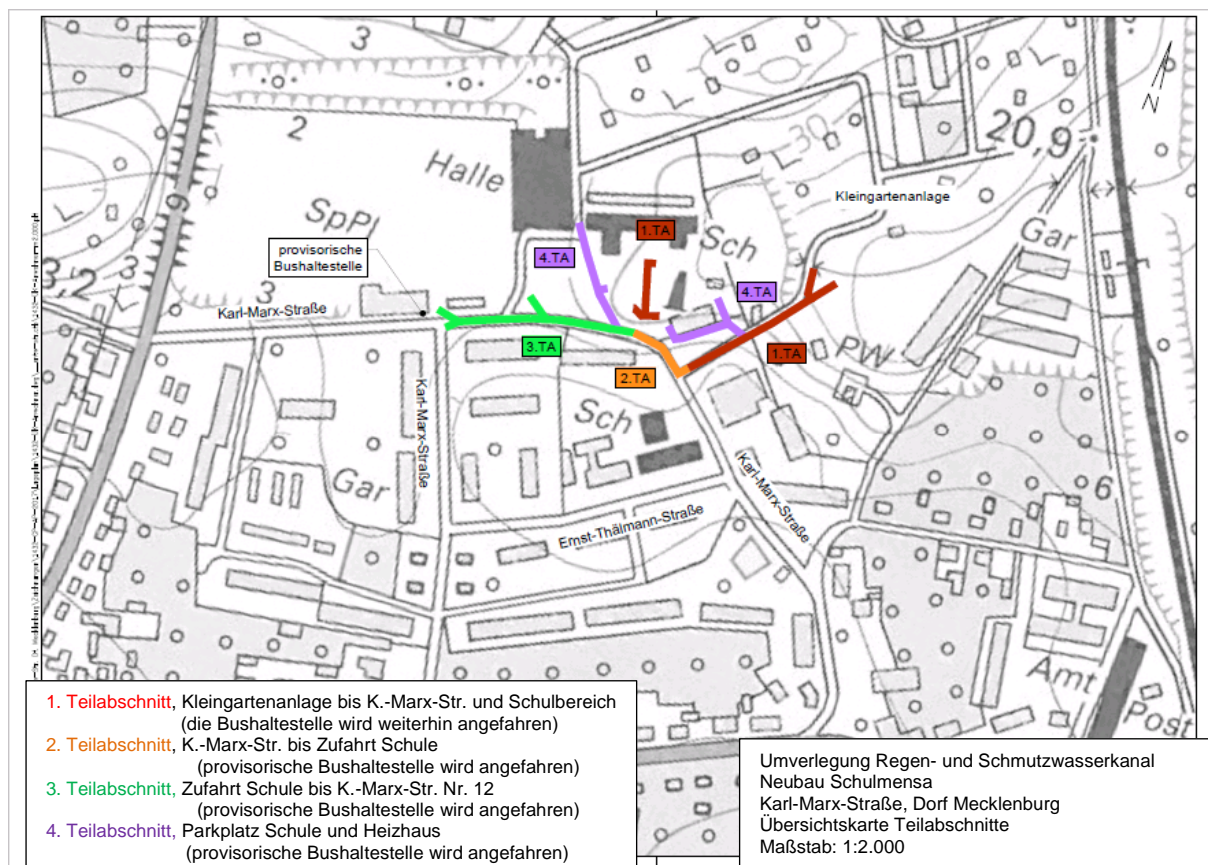 3
2
20,9
N
30
Halle
Kleingartenanlage
SpPl
1.TA
Sch
Gar
provisorische
Bushaltestelle
4.TA
9
3,2
3
3
4.TA
Karl-Marx-Straße
3.TA
1.TA
PW
2.TA
Karl-Marx-Straße
Sch
Gar
Karl-Marx-Straße
6
Ernst-Thälmann-Straße
Amt
Post
1. Teilabschnitt, Kleingartenanlage bis K.-Marx-Str. und Schulbereich
(die Bushaltestelle wird weiterhin angefahren)
2. Teilabschnitt, K.-Marx-Str. bis Zufahrt Schule
(provisorische Bushaltestelle wird angefahren)
3. Teilabschnitt, Zufahrt Schule bis K.-Marx-Str. Nr. 12
(provisorische Bushaltestelle wird angefahren)
4. Teilabschnitt, Parkplatz Schule und Heizhaus
(provisorische Bushaltestelle wird angefahren)
Umverlegung Regen- und Schmutzwasserkanal
Neubau Schulmensa
Karl-Marx-Straße, Dorf Mecklenburg
Übersichtskarte Teilabschnitte
Maßstab: 1:2.000